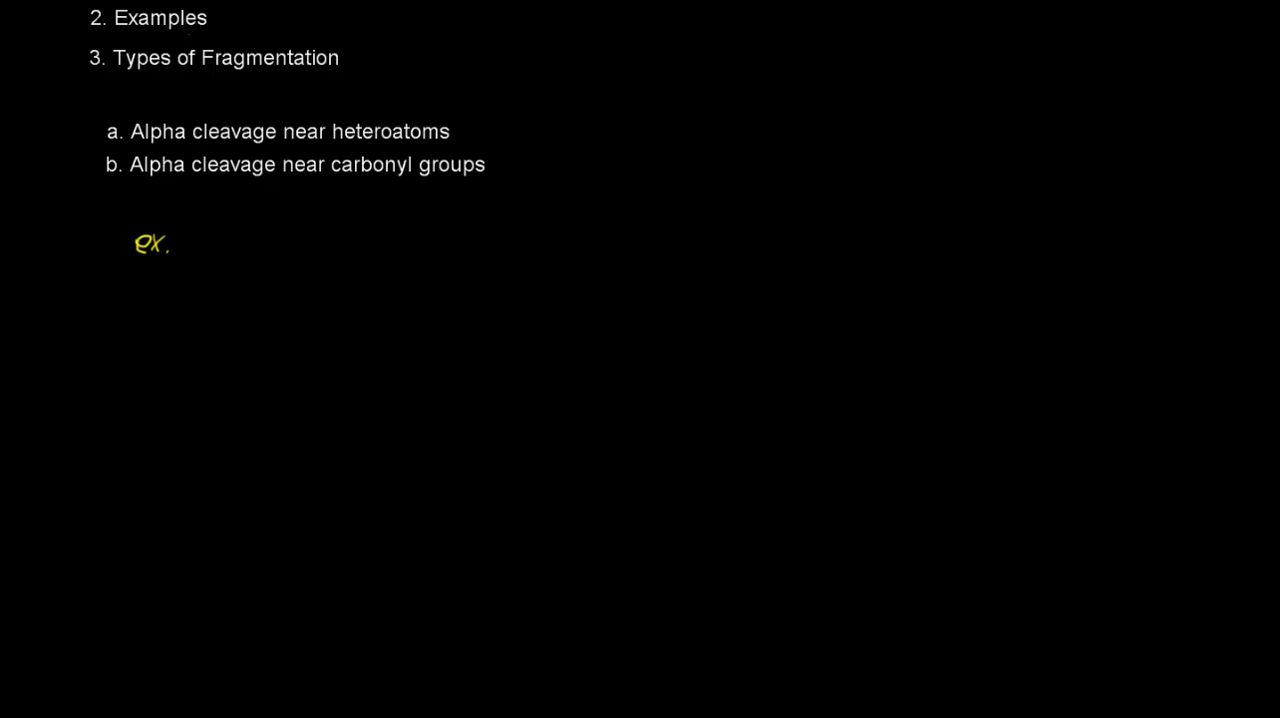 2. Examples
3. Types of Fragmentation
a. Alpha cleavage near heteroatoms
b. Alpha cleavage near carbonyl groups
ex.